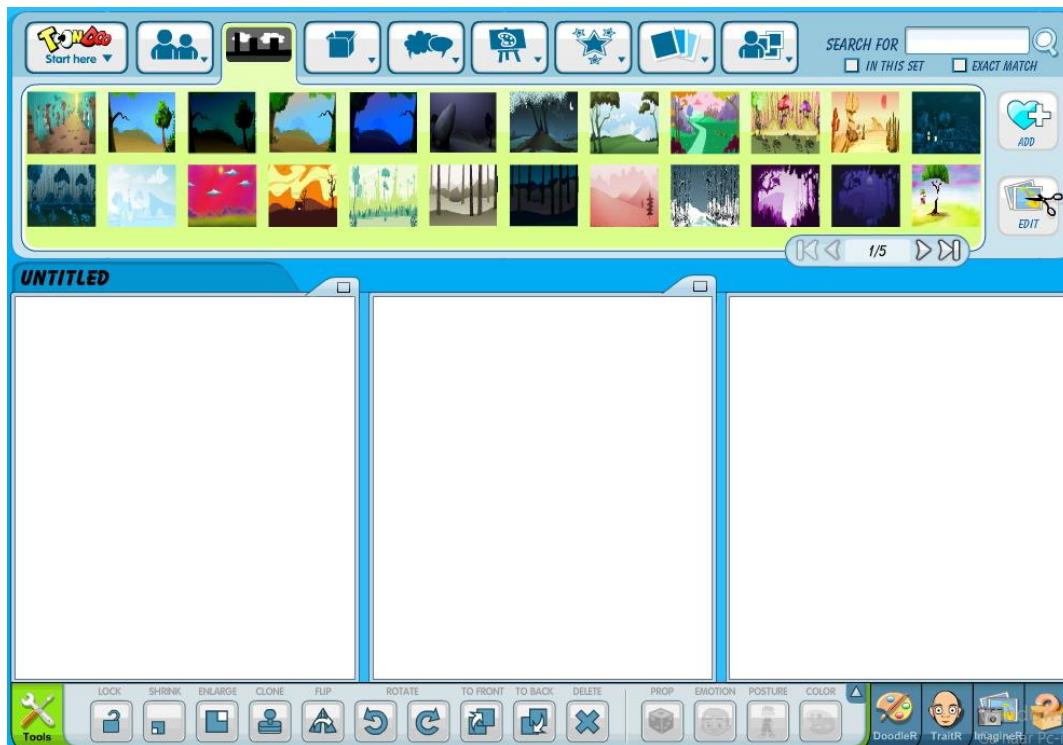 TOONDOO
Start here
SEARCH FOR
IN THIS SET
EXACT MATCH
ADD
EDIT
1/5
UNTITLED
LOCK SHRINK ENLARGE CLONE FLIP ROTATE TO FRONT TO BACK DELETE PROP EMOTION POSTURE COLOR
Tools
DoodleR TraitR ImagineR